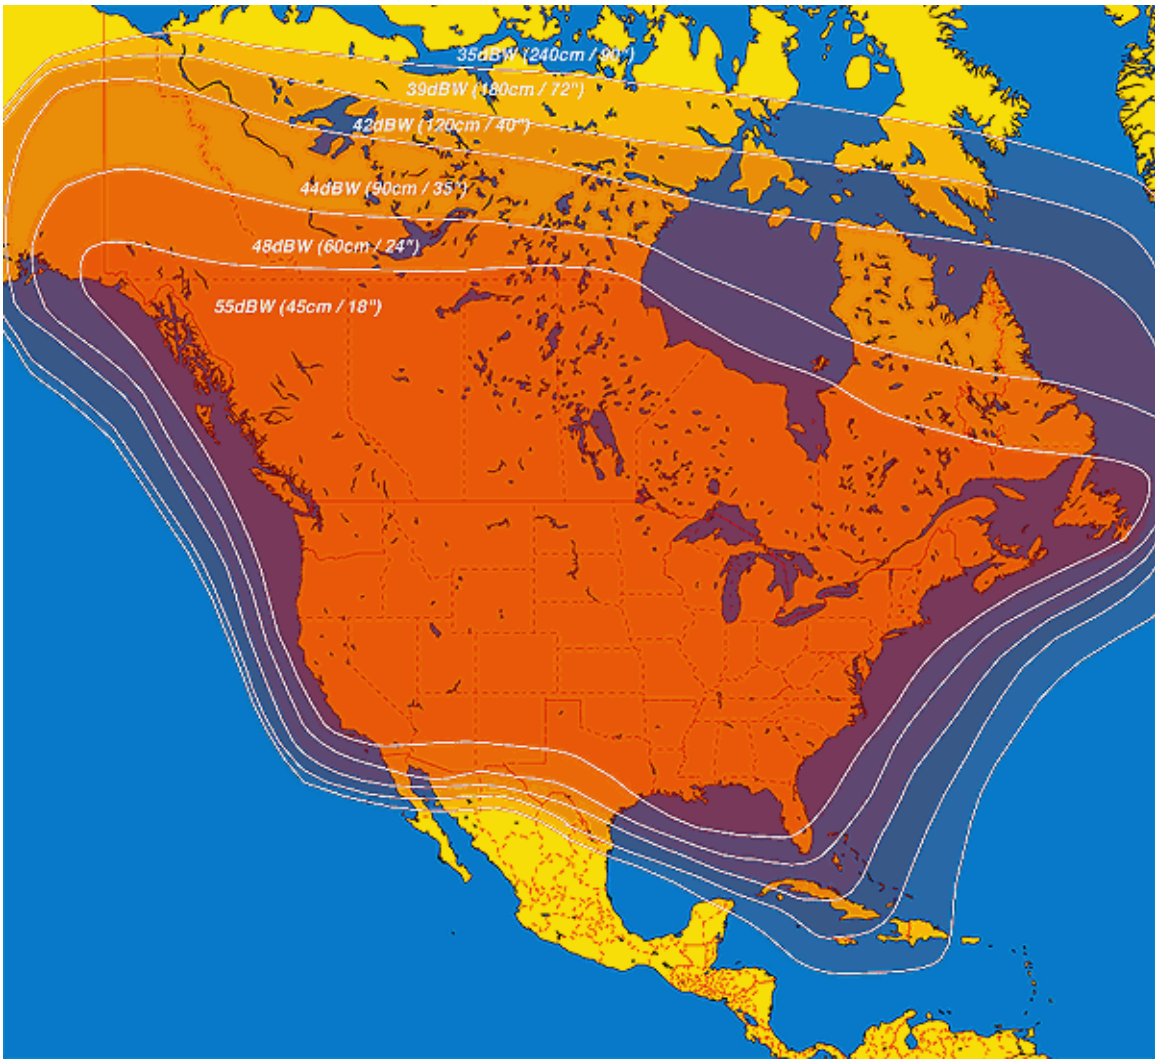 35dBW (240cm / 90")
39dBW (180cm / 72")
42dBW (120cm / 40")
44dBW (90cm / 35")
48dBW (60cm / 24")
55dBW (45cm / 18")